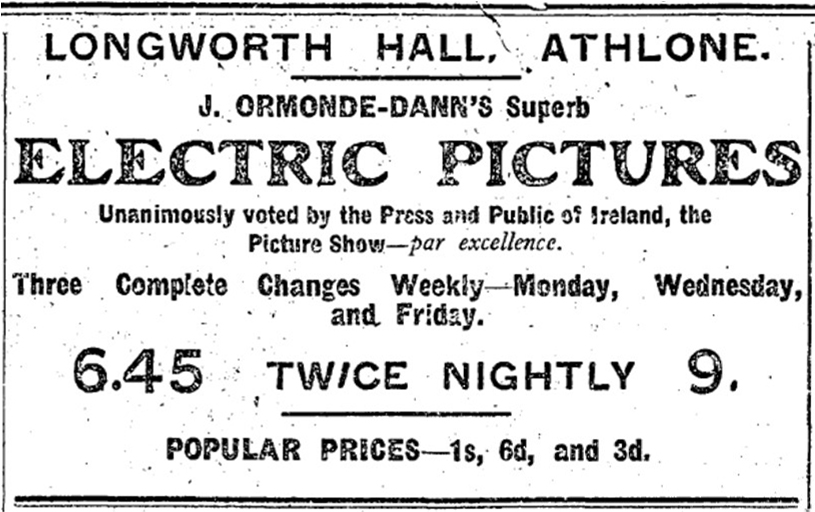 LONGWORTH HALL, ATHLONE.
J. ORMONDE-DANN'S Superb
ELECTRIC PICTURES
Unanimously voted by the Press and Public of Ireland, the
Picture Show—par excellence.
Three Complete Changes Weekly—Monday, Wednesday,
and Friday.
6.45 TWICE NIGHTLY 9.
POPULAR PRICES—1s, 6d, and 3d.